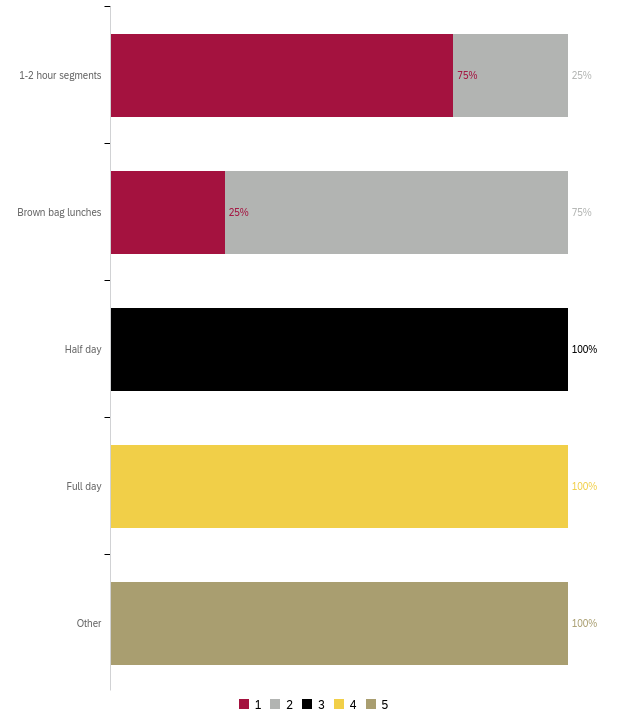 1-2 hour segments 75% 25%
Brown bag lunches 25% 75%
Half day 100%
Full day 100%
Other 100%
1 2 3 4 5